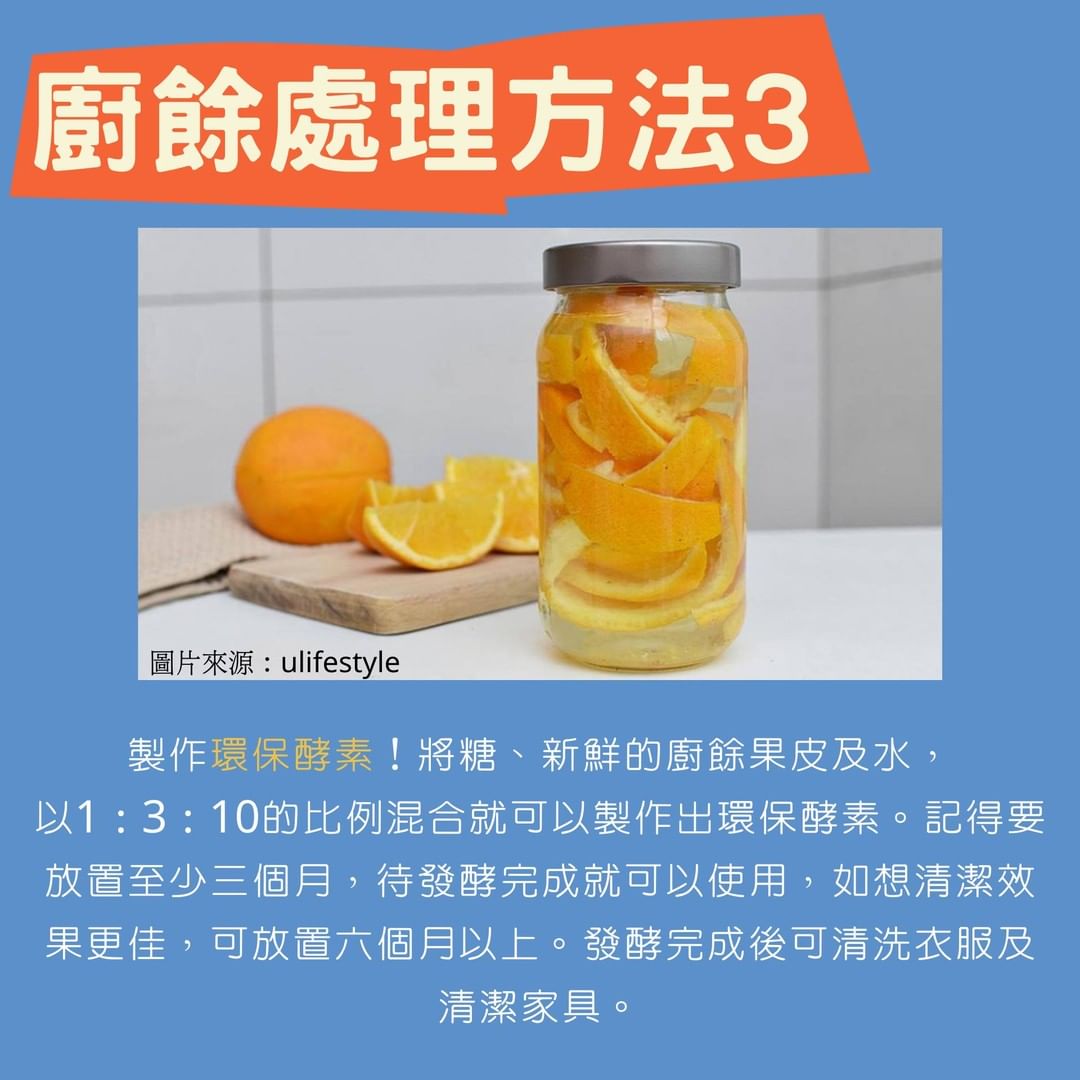 廚餘處理方法3
圖片來源：ulifestyle
製作環保酵素！將糖、新鮮的廚餘果皮及水，
以1：3：10的比例混合就可以製作出環保酵素。記得要
放置至少三個月，待發酵完成就可以使用，如想清潔效
果更佳，可放置六個月以上。發酵完成後可清洗衣服及
清潔家具。